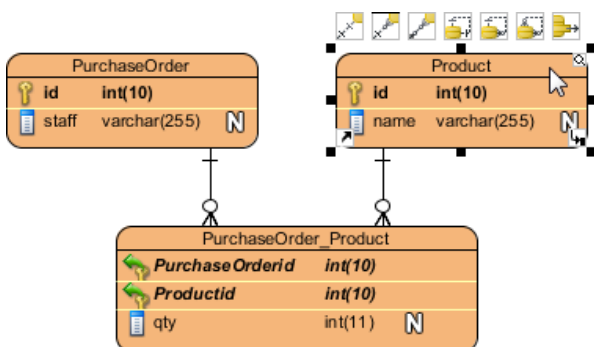 PurchaseOrder
id int(10)
staff varchar(255) N
Product
id int(10)
name varchar(255) N
PurchaseOrder_Product
PurchaseOrderid int(10)
Productid int(10)
qty int(11) N